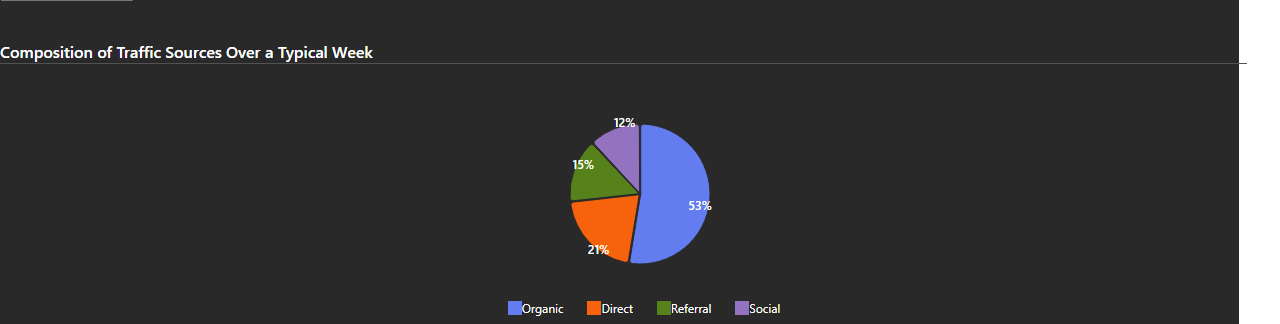 Composition of Traffic Sources Over a Typical Week
12%
15%
53%
21%
Organic Direct Referral Social